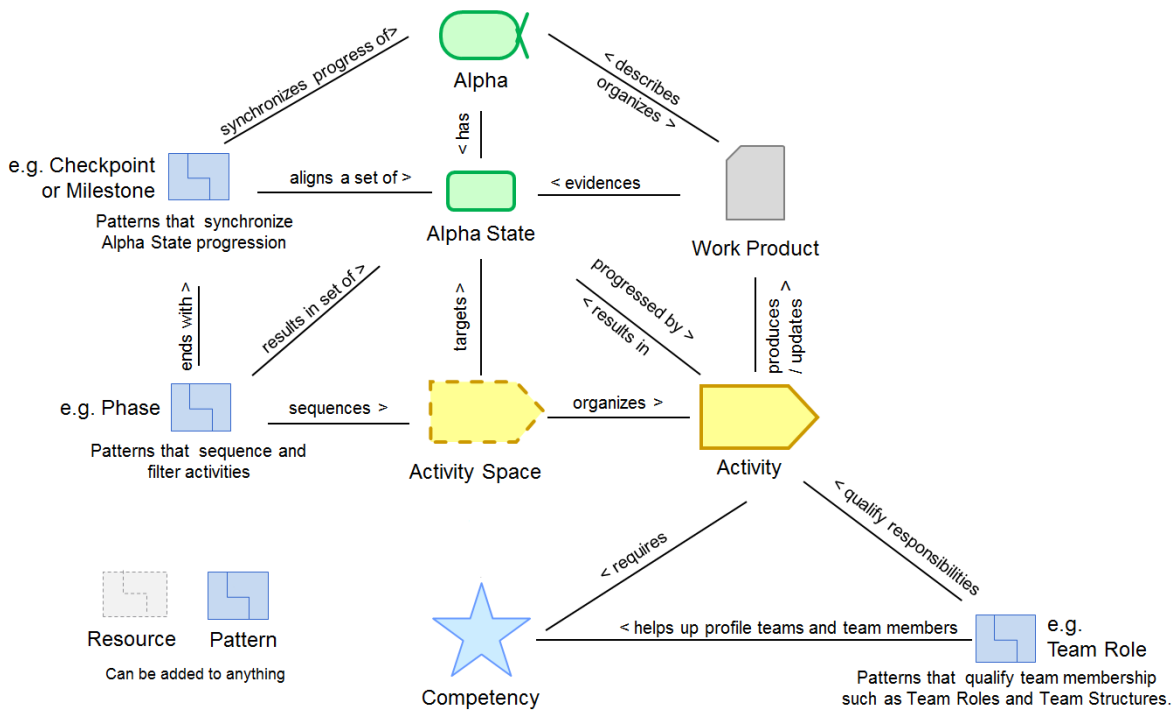 synchronizes progress of>
Alpha
< describes
organizes >
< has
e.g. Checkpoint
or Milestone
aligns a set of >
< evidences
Patterns that synchronize
Alpha State progression
Alpha State
Work Product
ends with >
results in set of >
targets >
progressed by >
< results in
produces >
/ updates
e.g. Phase
sequences >
organizes >
Patterns that sequence and
filter activities
Activity Space
Activity
< requires
< qualify responsibilities
Resource
Pattern
Can be added to anything
< helps up profile teams and team members
Competency
e.g.
Team Role
Patterns that qualify team membership
such as Team Roles and Team Structures.